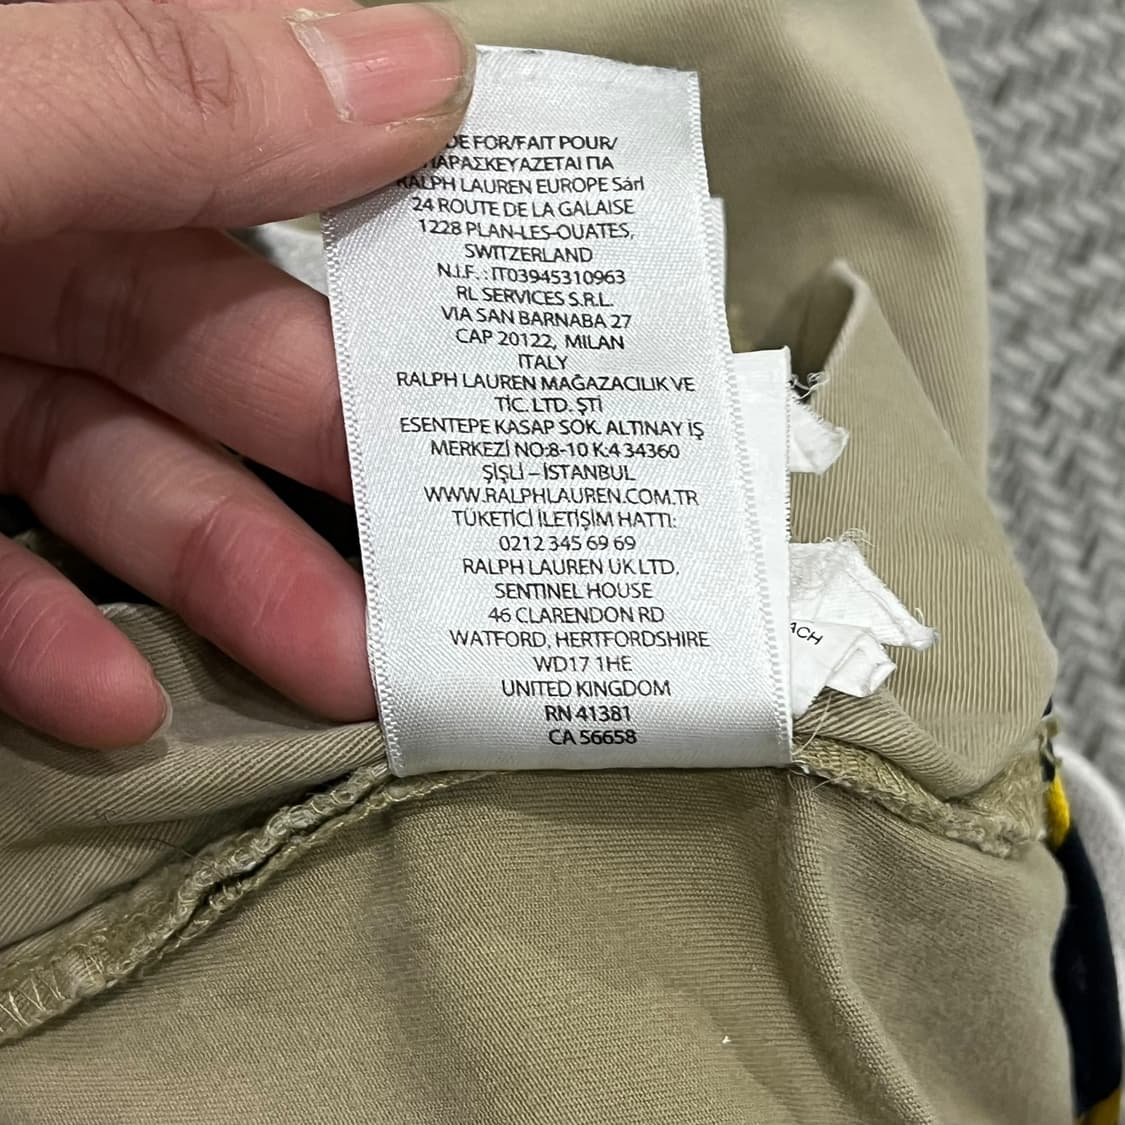 DE FOR/FAIT POUR/
ΠΑΡΑΣΚΕΥΑΖΕΤΑΙ ΠΑ
RALPH LAUREN EUROPE Sárl
24 ROUTE DE LA GALAISE
1228 PLAN-LES-OUATES,
SWITZERLAND
N.I.F. : IT03945310963
RL SERVICES S.R.L.
VIA SAN BARNABA 27
CAP 20122, MILAN
ITALY
RALPH LAUREN MAĞAZACILIK VE
TİC. LTD. ŞTİ
ESENTEPE KASAP SOK. ALTINAY İŞ
MERKEZİ NO:8-10 K:4 34360
ŞİŞLİ – İSTANBUL
WWW.RALPHLAUREN.COM.TR
TÜKETİCİ İLETİŞİM HATTI:
0212 345 69 69
RALPH LAUREN UK LTD.
SENTINEL HOUSE
46 CLARENDON RD
WATFORD, HERTFORDSHIRE
WD17 1HE
UNITED KINGDOM
RN 41381
CA 56658
ACH